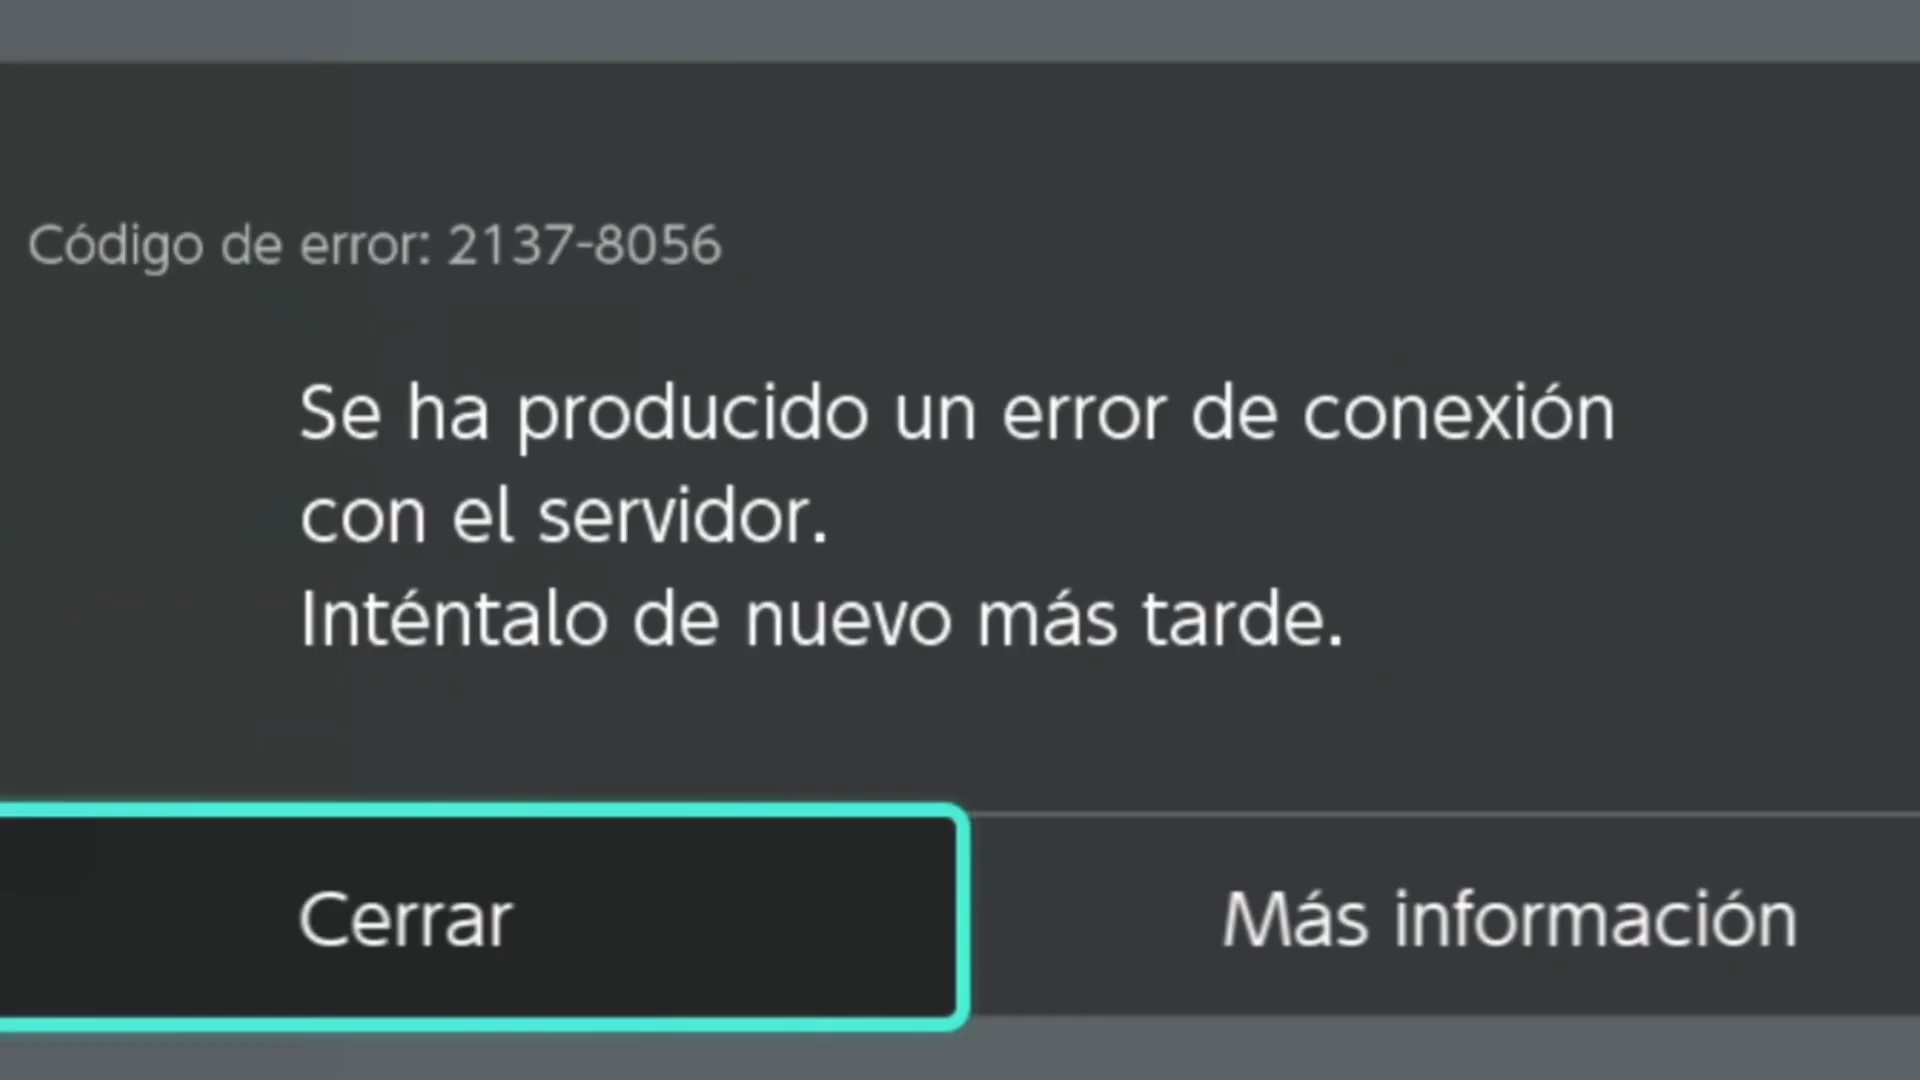 Código de error: 2137-8056
Se ha producido un error de conexión
con el servidor.
Inténtalo de nuevo más tarde.
Cerrar
Más información